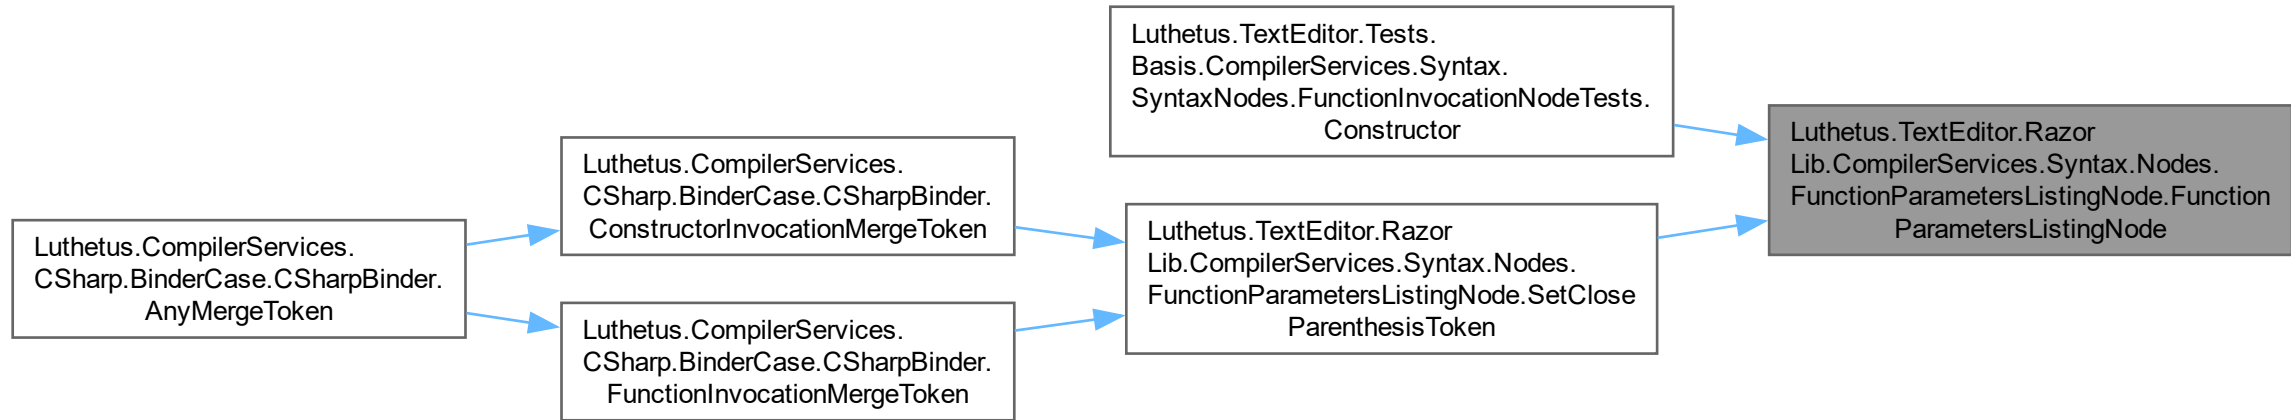 Luthetus.TextEditor.Tests.
Basis.CompilerServices.Syntax.
SyntaxNodes.FunctionInvocationNodeTests.
Constructor
Luthetus.TextEditor.Razor
Lib.CompilerServices.Syntax.Nodes.
FunctionParametersListingNode.Function
ParametersListingNode
Luthetus.CompilerServices.
CSharp.BinderCase.CSharpBinder.
ConstructorInvocationMergeToken
Luthetus.TextEditor.Razor
Lib.CompilerServices.Syntax.Nodes.
FunctionParametersListingNode.SetClose
ParenthesisToken
Luthetus.CompilerServices.
CSharp.BinderCase.CSharpBinder.
AnyMergeToken
Luthetus.CompilerServices.
CSharp.BinderCase.CSharpBinder.
FunctionInvocationMergeToken